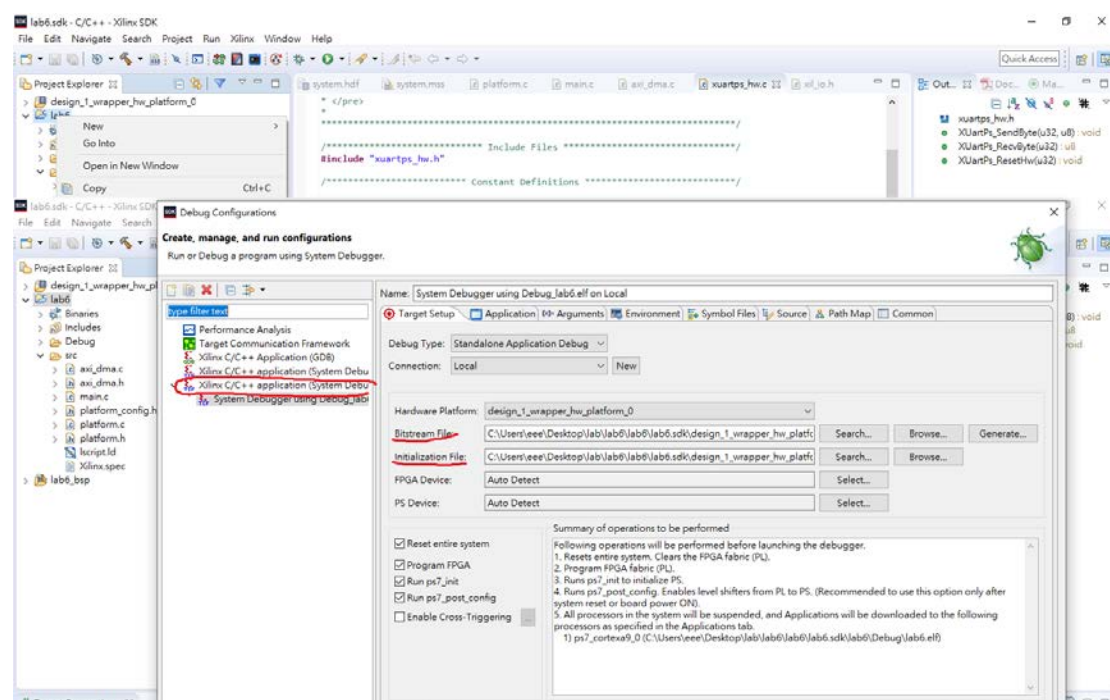 lab6.sdk - C/C++ - Xilinx SDK
File Edit Navigate Search Project Run Xilinx Window Help
Quick Access
Project Explorer
system.hdf system.mss platform.c main.c axi_dma.c xuartps_hw.c xil_io.h
Out... Doc... Ma...
design_1_wrapper_hw_platform_0
lab6
New
Go Into
Open in New Window
Copy Ctrl+C
* </pre>
*
/**************************** Include Files
#include "xuartps_hw.h"
Constant Definitions
xuartps_hw.h
XUartPs_SendByte(u32, u8) : void
XUartPs_RecvByte(u32) : u8
XUartPs_ResetHw(u32) : void
lab6.sdk - C/C++ - Xilinx SDK
File Edit Navigate Search
Project Explorer
design_1_wrapper_hw_pl
lab6
Binaries
Includes
Debug
src
axi_dma.c
axi_dma.h
main.c
platform_config.h
platform.c
platform.h
lscript.ld
Xilinx.spec
lab6_bsp
Debug Configurations
Create, manage, and run configurations
Run or Debug a program using System Debugger.
type filter text
Performance Analysis
Target Communication Framework
Xilinx C/C++ Application (GDB)
Xilinx C/C++ application (System Debu
Xilinx C/C++ application (System Debu
System Debugger using Debug_lab
Name: System Debugger using Debug_lab6.elf on Local
Target Setup Application Arguments Environment Symbol Files Source Path Map Common
Debug Type: Standalone Application Debug
Connection: Local New
Hardware Platform: design_1_wrapper_hw_platform_0
Bitstream File: C:\Users\eee\Desktop\lab\lab6\lab6\lab6.sdk\design_1_wrapper_hw_platfc Search... Browse... Generate...
Initialization File: C:\Users\eee\Desktop\lab\lab6\lab6\lab6.sdk\design_1_wrapper_hw_platfc Search... Browse...
FPGA Device: Auto Detect Select...
PS Device: Auto Detect Select...
Reset entire system
Program FPGA
Run ps7_init
Run ps7_post_config
Enable Cross-Triggering ...
Summary of operations to be performed
Following operations will be performed before launching the debugger.
1. Resets entire system. Clears the FPGA fabric (PL).
2. Program FPGA fabric (PL).
3. Runs ps7_init to initialize PS.
4. Runs ps7_post_config. Enables level shifters from PL to PS. (Recommended to use this option only after
system reset or board power ON).
5. All processors in the system will be suspended, and Applications will be downloaded to the following
processors as specified in the Applications tab.
1) ps7_cortexa9_0 (C:\Users\eee\Desktop\lab\lab6\lab6\lab6.sdk\lab6\Debug\lab6.elf)
8) : void
u8
void